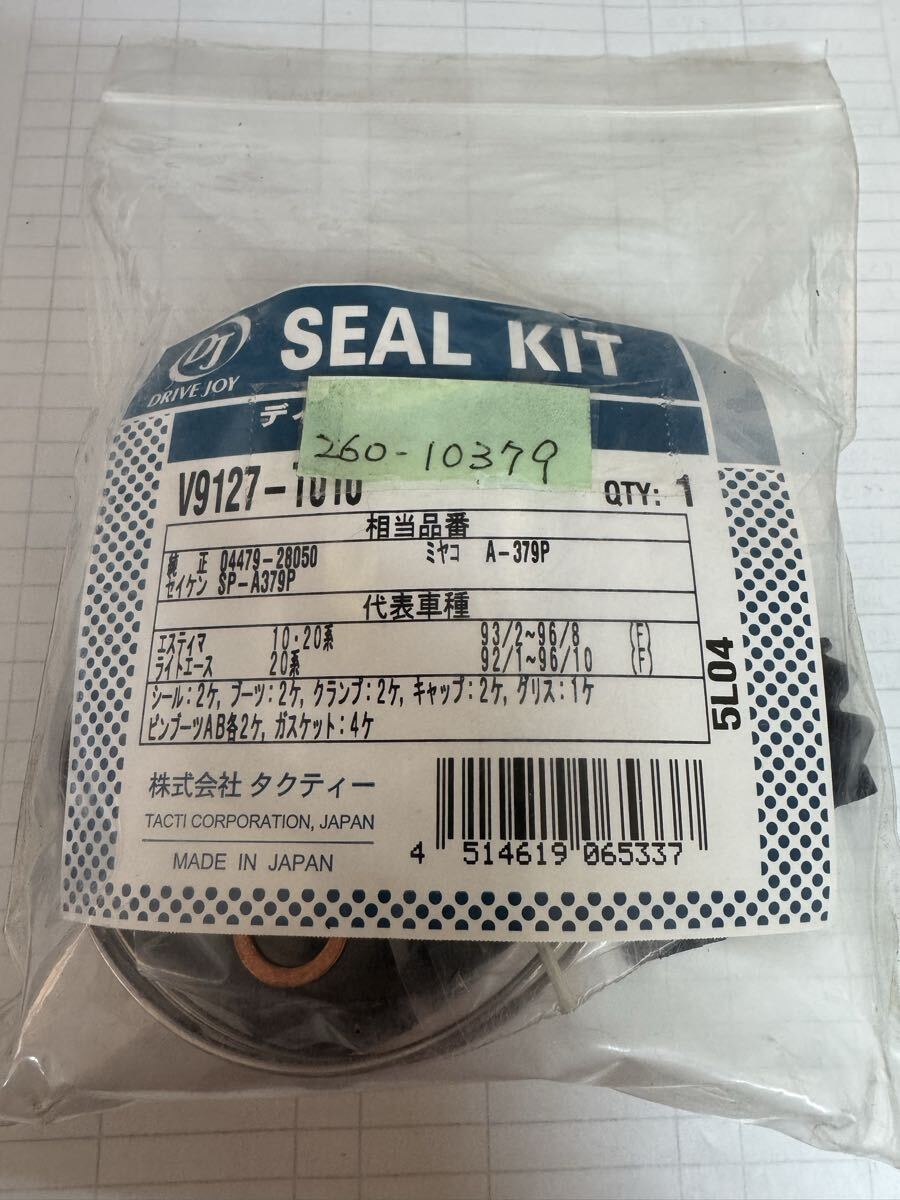 DJ
DRIVE JOY
SEAL KIT
ディ
260-10379
V9127-1010 QTY: 1
相当品番
純 正 04479-28050 ミヤコ A-379P
セイケン SP-A379P
代表車種
エスティマ 10・20系 93/2~96/8 (F)
ライトエース 20系 92/1~96/10 (F)
シール:2ケ, ブーツ:2ケ, クランプ:2ケ, キャップ:2ケ, グリス:1ケ
ピンブーツAB各2ケ, ガスケット:4ケ
5L04
株式会社 タクティー
TACTI CORPORATION, JAPAN
MADE IN JAPAN
4 514619 065337